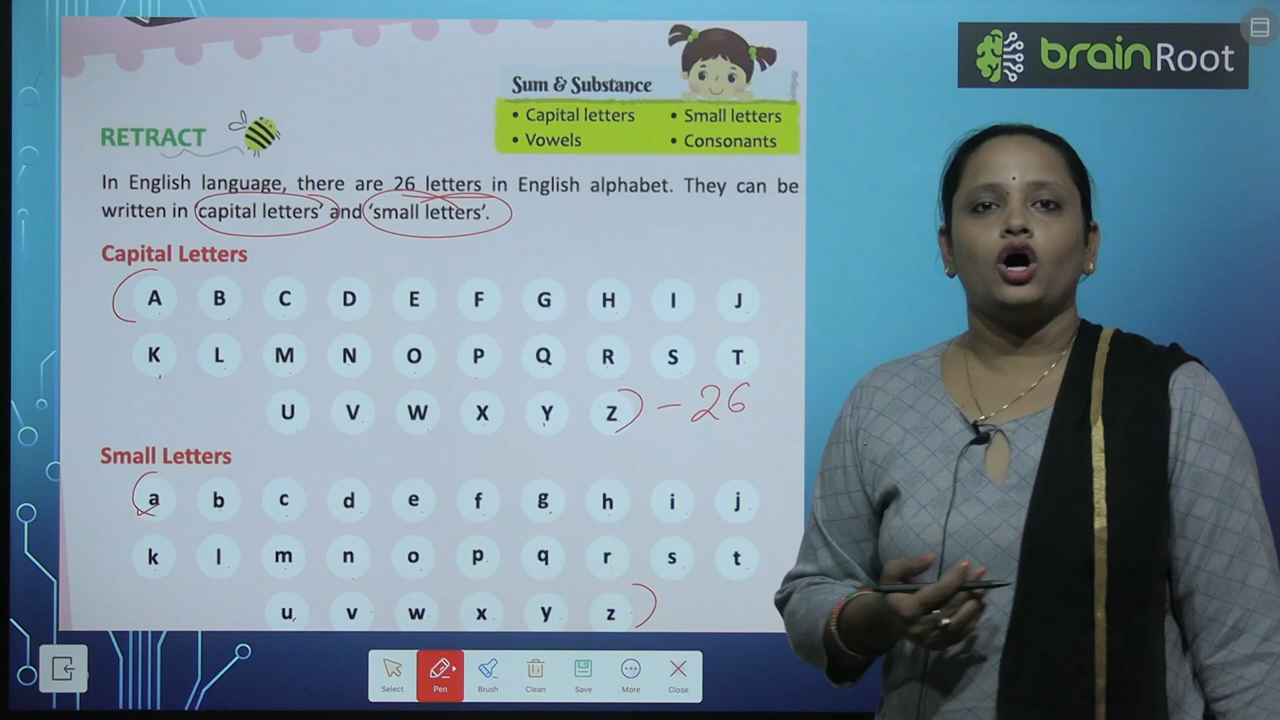 brainRoot
Sum & Substance
• Capital letters • Small letters
• Vowels • Consonants
RETRACT
In English language, there are 26 letters in English alphabet. They can be
written in capital letters' and 'small letters'.
Capital Letters
A B C D E F G H I J
K L M N O P Q R S T
U V W X Y Z - 26
Small Letters
a b c d e f g h i j
k l m n o p q r s t
u v w x y z
Select Pen Brush Clean Save More Close